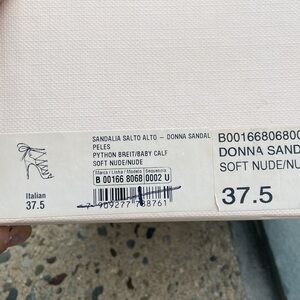 SANDALIA SALTO ALTO – DONNA SANDAL
PELES
PYTHON BREIT/BABY CALF
SOFT NUDE/NUDE
Marca / Linha / Modelo Sequencia
B 00166 8068 0002 U
Italian
37.5
7 909277 788761
B00166806800
DONNA SAND
SOFT NUDE/NU
37.5